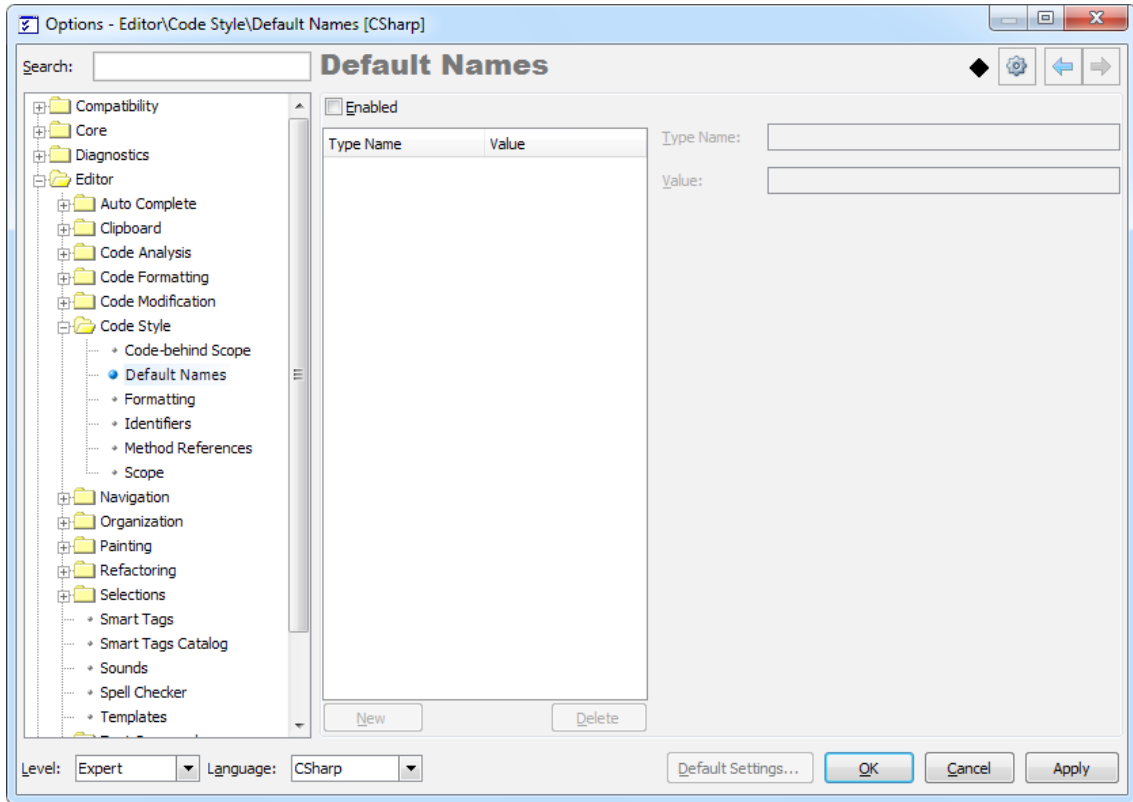 Options - Editor\Code Style\Default Names [CSharp]
Search:
Default Names
Compatibility
Core
Diagnostics
Editor
Auto Complete
Clipboard
Code Analysis
Code Formatting
Code Modification
Code Style
Code-behind Scope
Default Names
Formatting
Identifiers
Method References
Scope
Navigation
Organization
Painting
Refactoring
Selections
Smart Tags
Smart Tags Catalog
Sounds
Spell Checker
Templates
Enabled
Type Name Value
Type Name:
Value:
New Delete
Level: Expert Language: CSharp
Default Settings... OK Cancel Apply